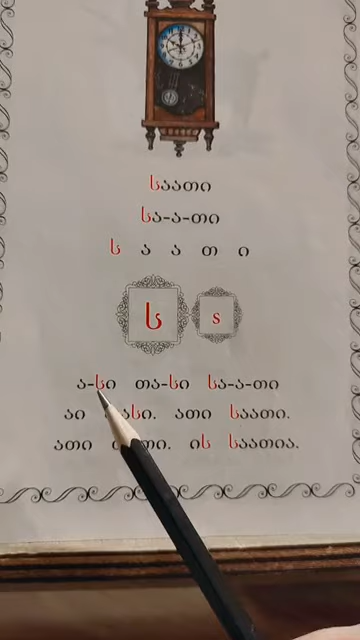 საათი
სა-ა-თი
ს ა ა თ ი
ს s
ა-სი თა-სი სა-ა-თი
აი ათი საათი.
ათი ის საათია.